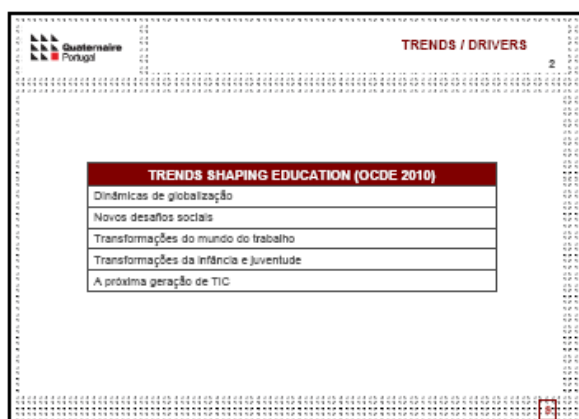 Quaternaire
Portugal
TRENDS / DRIVERS
2
TRENDS SHAPING EDUCATION (OCDE 2010)
Dinâmicas de globalização
Novos desafios sociais
Transformações do mundo do trabalho
Transformações da infância e juventude
A próxima geração de TIC